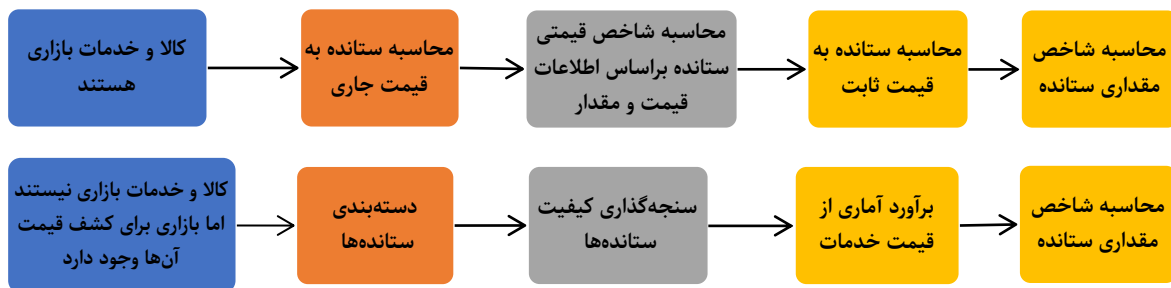 کالا و خدمات بازاری
هستند
محاسبه ستانده به
قیمت جاری
محاسبه شاخص قیمتی
ستانده براساس اطلاعات
قیمت و مقدار
محاسبه ستانده به
قیمت ثابت
محاسبه شاخص
مقداری ستانده
کالا و خدمات بازاری نیستند
اما بازاری برای کشف قیمت
آن‌ها وجود دارد
دسته‌بندی
ستانده‌ها
سنجه‌گذاری کیفیت
ستانده‌ها
برآورد آماری از
قیمت خدمات
محاسبه شاخص
مقداری ستانده